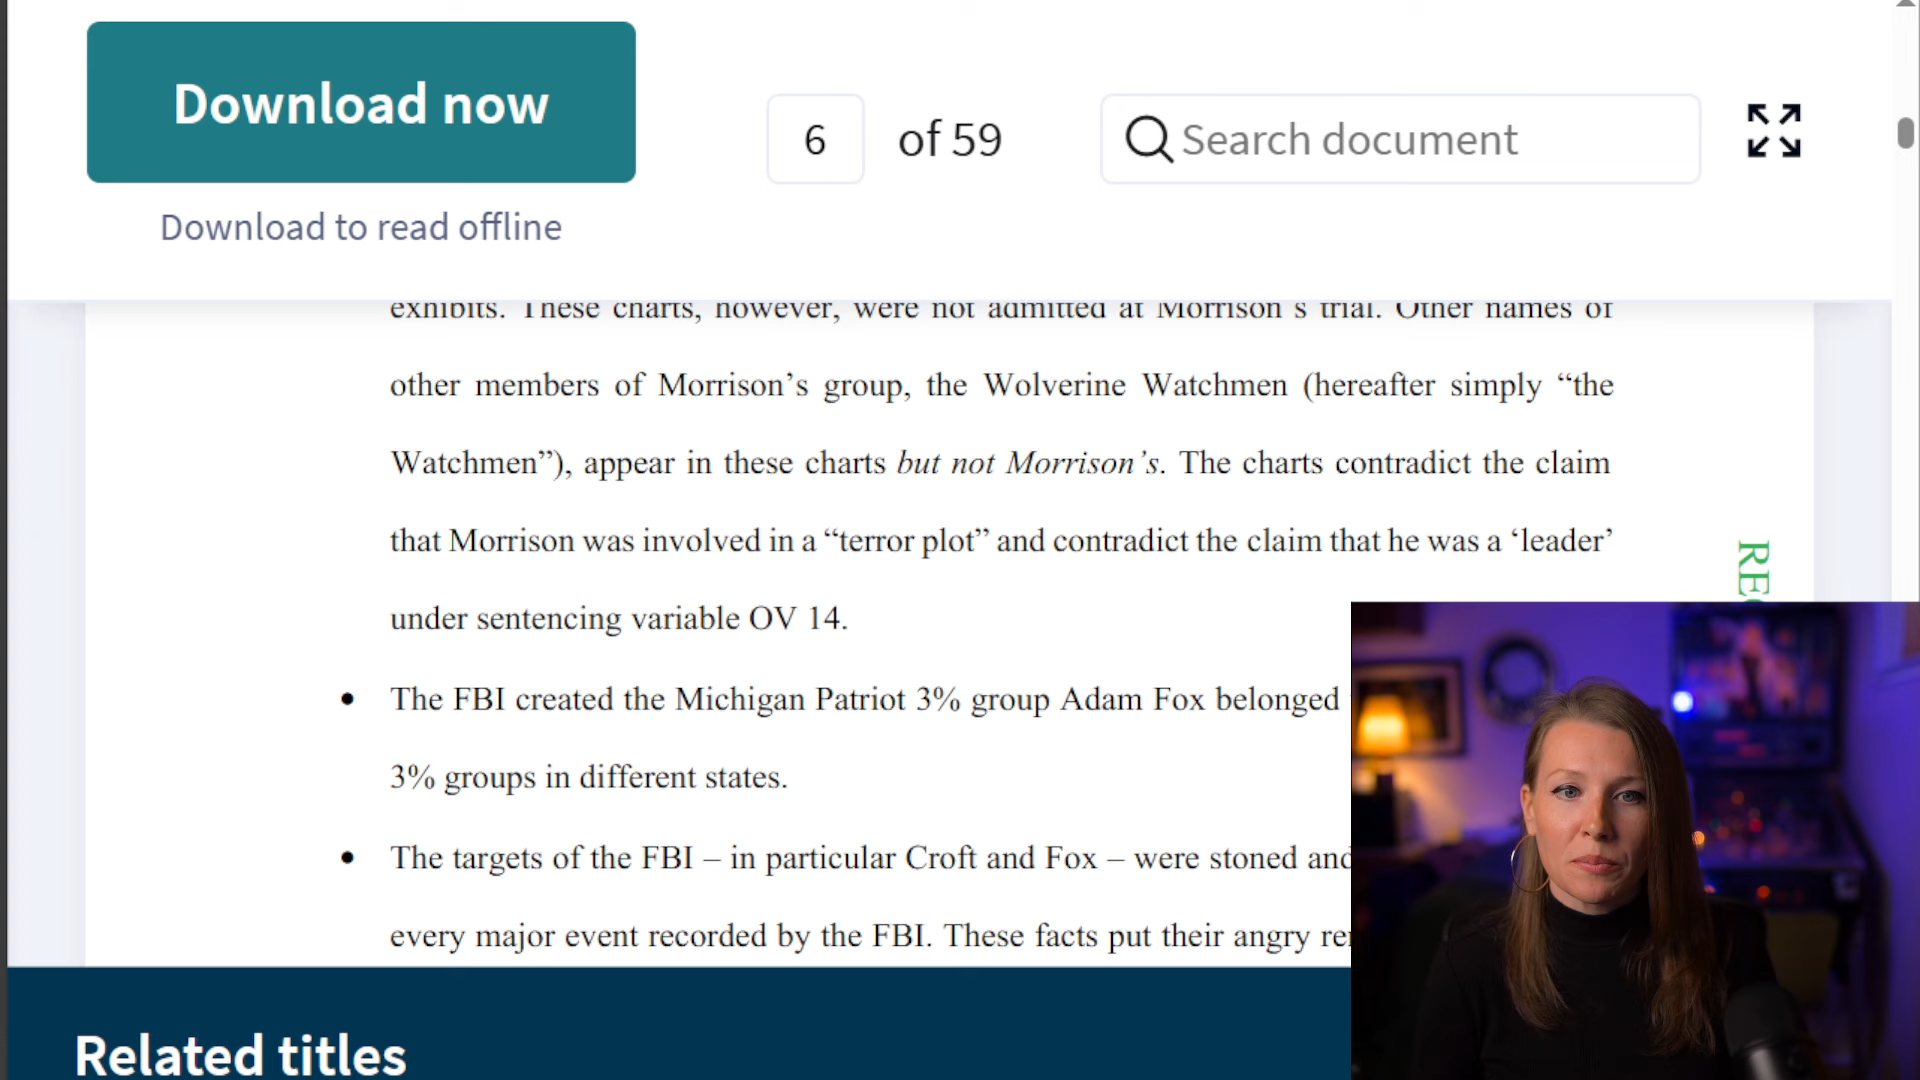 Download now
6 of 59
Search document
Download to read offline
exhibits. These charts, however, were not admitted at Morrison's trial. Other names of
other members of Morrison’s group, the Wolverine Watchmen (hereafter simply “the
Watchmen”), appear in these charts but not Morrison’s. The charts contradict the claim
that Morrison was involved in a “terror plot” and contradict the claim that he was a ‘leader’
under sentencing variable OV 14.
• The FBI created the Michigan Patriot 3% group Adam Fox belonged
3% groups in different states.
• The targets of the FBI – in particular Croft and Fox – were stoned and
every major event recorded by the FBI. These facts put their angry
Related titles